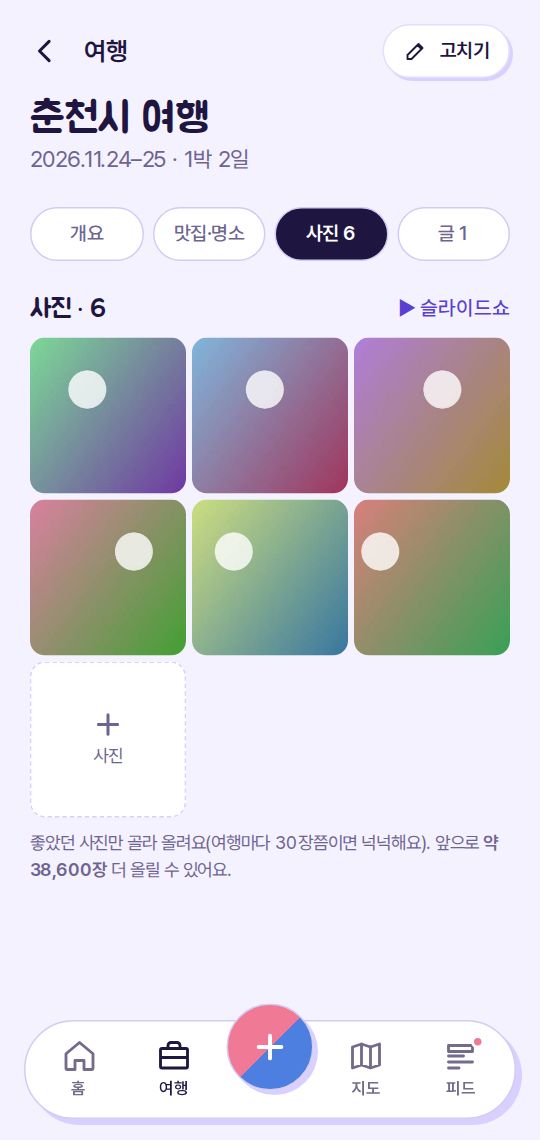 여행
고치기
춘천시 여행
2026.11.24–25 · 1박 2일
개요
맛집·명소
사진 6
글 1
사진 · 6
▶ 슬라이드쇼
사진
좋았던 사진만 골라 올려요(여행마다 30장쯤이면 넉넉해요). 앞으로 약
38,600장 더 올릴 수 있어요.
홈
여행
지도
피드